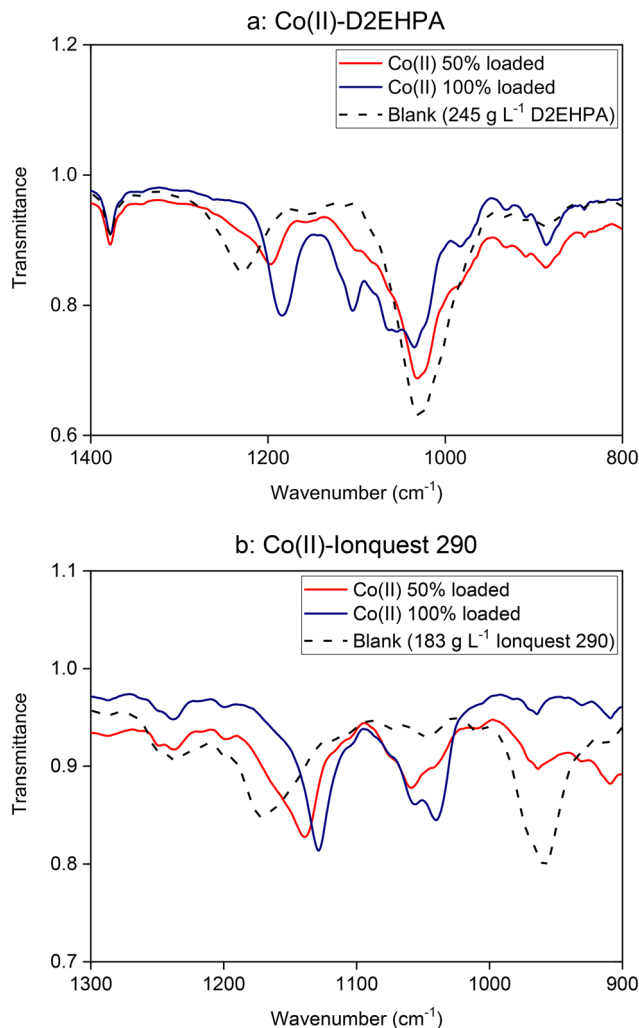 a: Co(II)-D2EHPA
1.2
Co(II) 50% loaded
Co(II) 100% loaded
Blank (245 g L⁻¹ D2EHPA)
1.0
Transmittance
0.8
0.6
1400
1200
1000
800
Wavenumber (cm⁻¹)
b: Co(II)-Ionquest 290
1.1
Co(II) 50% loaded
Co(II) 100% loaded
Blank (183 g L⁻¹ Ionquest 290)
1.0
Transmittance
0.9
0.8
0.7
1300
1200
1100
1000
900
Wavenumber (cm⁻¹)